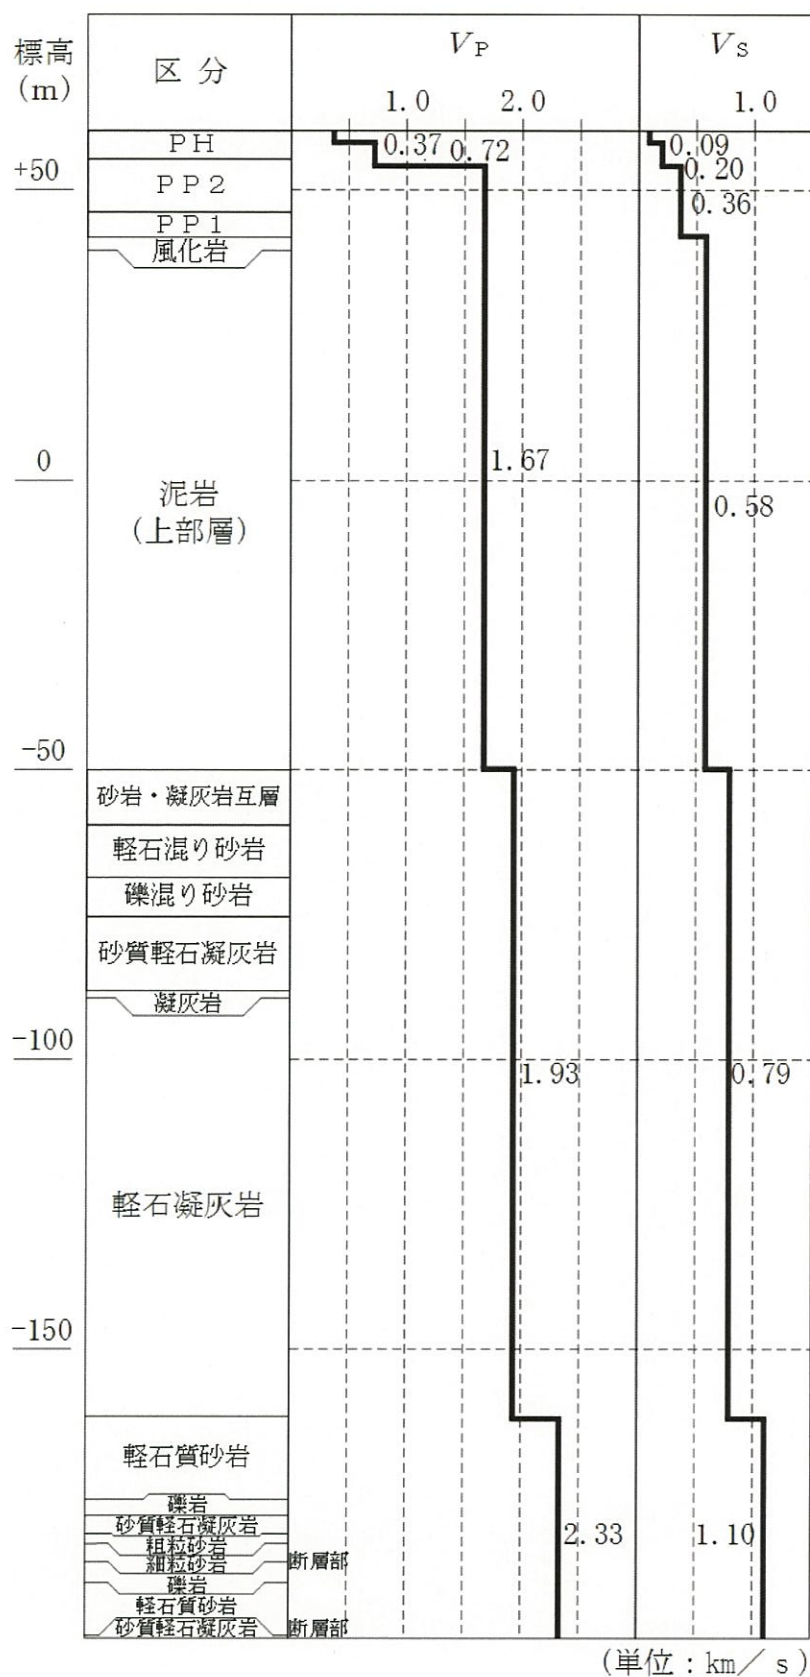 標高
(m)
区 分
VP
VS
1.0
2.0
1.0
PH
0.37
0.72
0.09
0.20
+50
PP2
0.36
PP1
風化岩
0
1.67
泥岩
(上部層)
0.58
-50
砂岩・凝灰岩互層
軽石混り砂岩
礫混り砂岩
砂質軽石凝灰岩
凝灰岩
-100
1.93
0.79
軽石凝灰岩
-150
軽石質砂岩
礫岩
砂質軽石凝灰岩
2.33
1.10
粗粒砂岩
細粒砂岩
断層部
礫岩
軽石質砂岩
砂質軽石凝灰岩
断層部
(単位:km/s)